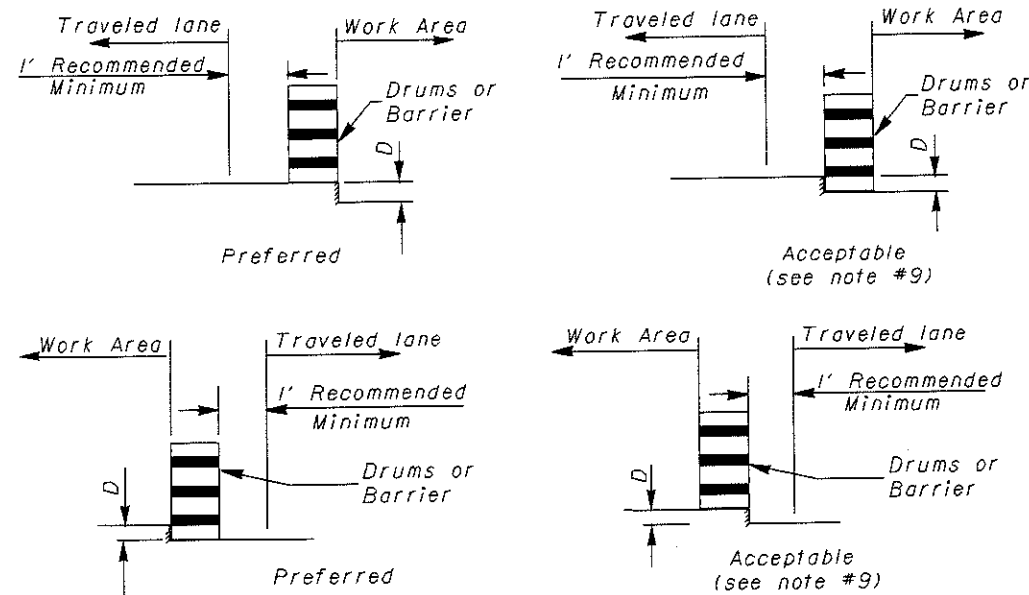 Traveled lane
Work Area
1' Recommended
Minimum
Drums or
Barrier
D
Preferred
Traveled lane
Work Area
1' Recommended
Minimum
Drums or
Barrier
D
Acceptable
(see note #9)
Work Area
Traveled lane
1' Recommended
Minimum
Drums or
Barrier
D
Preferred
Work Area
Traveled lane
1' Recommended
Minimum
Drums or
Barrier
D
Acceptable
(see note #9)